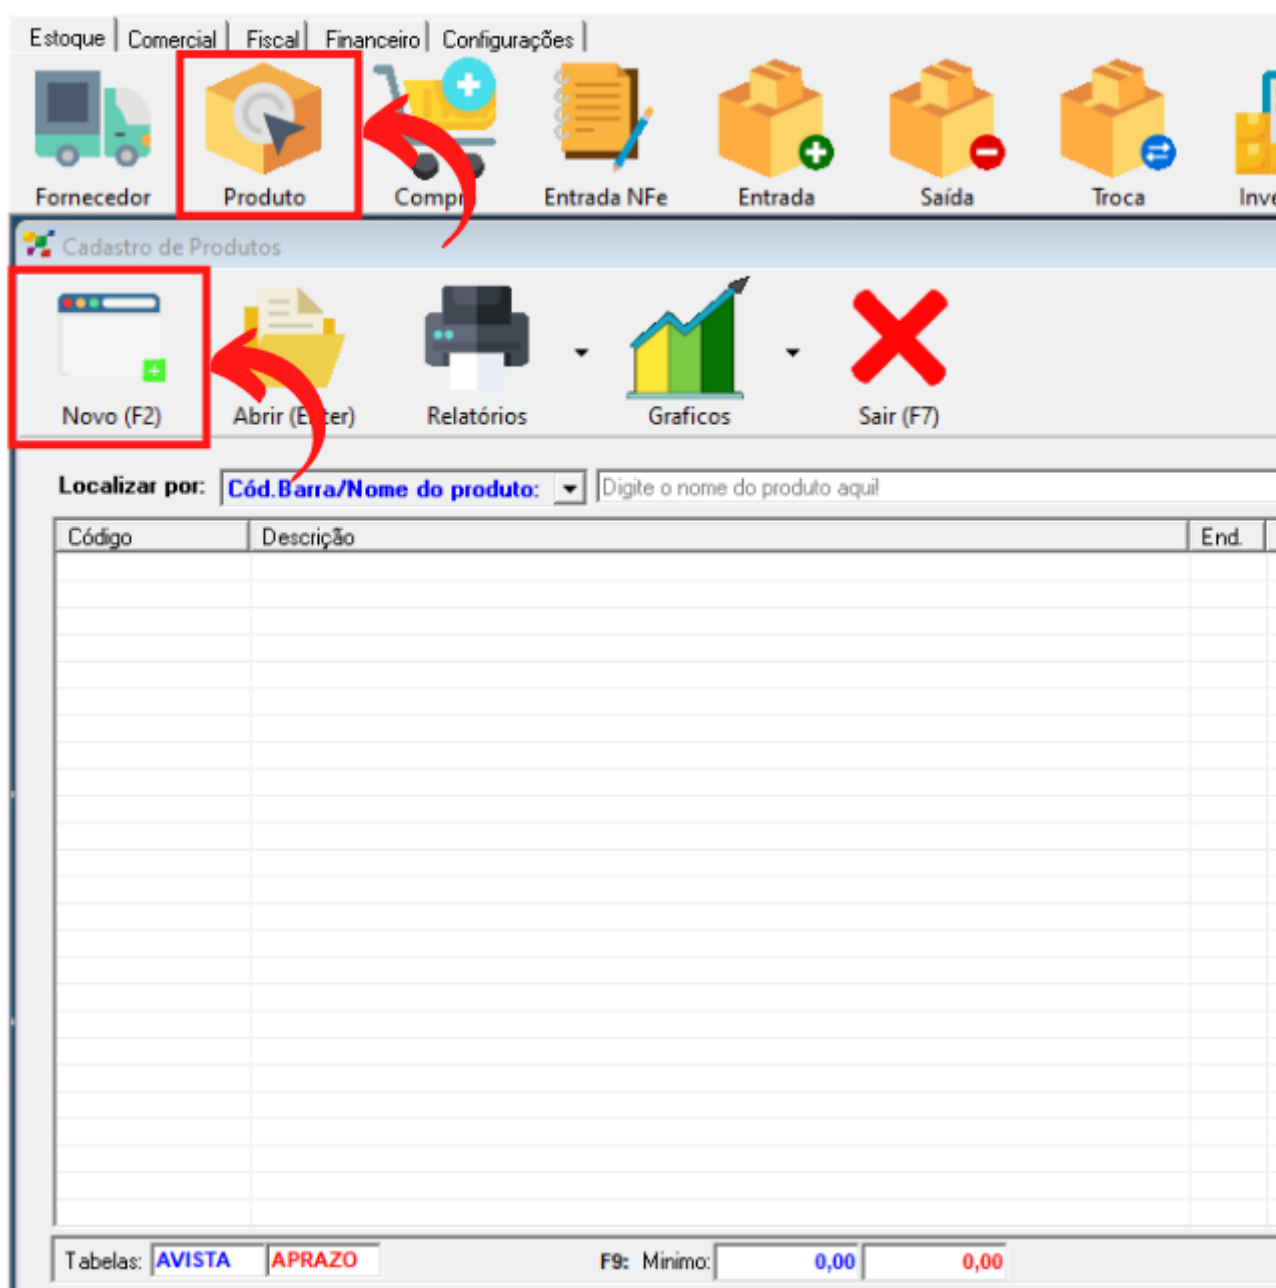 Estoque Comercial Fiscal Financeiro Configurações
Fornecedor Produto Entrada NFe Entrada Saída Troca
Cadastro de Produtos
Novo (F2) Abrir (Enter) Relatórios Graficos Sair (F7)
Localizar por: Cód.Barra/Nome do produto: Digite o nome do produto aqui!
Código Descrição End.
Tabelas: AVISTA APRAZO F9: Minimo: 0,00 0,00